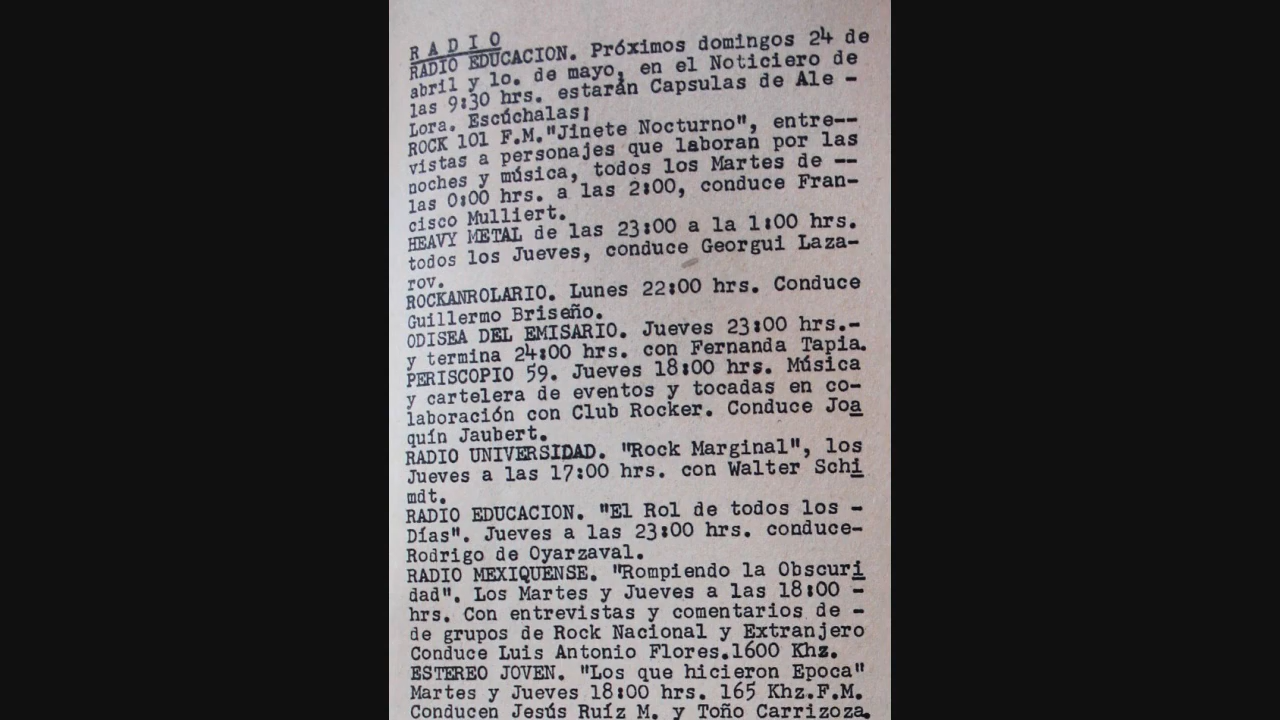 R A D I O
RADIO EDUCACION. Próximos domingos 24 de
abril y 1o. de mayo, en el Noticiero de
las 9:30 hrs. estarán Capsulas de Ale -
Lora. Escúchalas¡
ROCK 101 F.M."Jinete Nocturno", entre--
vistas a personajes que laboran por las
noches y música, todos los Martes de --
las 0:00 hrs. a las 2:00, conduce Fran-
cisco Mulliert.
HEAVY METAL de las 23:00 a la 1:00 hrs.
todos los Jueves, conduce Georgui Laza-
rov.
ROCKANROLARIO. Lunes 22:00 hrs. Conduce
Guillermo Briseño.
ODISEA DEL EMISARIO. Jueves 23:00 hrs.-
y termina 24:00 hrs. con Fernanda Tapia.
PERISCOPIO 59. Jueves 18:00 hrs. Música
y cartelera de eventos y tocadas en co-
laboración con Club Rocker. Conduce Joa
quín Jaubert.
RADIO UNIVERSIDAD. "Rock Marginal", los
Jueves a las 17:00 hrs. con Walter Schi
mdt.
RADIO EDUCACION. "El Rol de todos los -
Días". Jueves a las 23:00 hrs. conduce-
Rodrigo de Oyarzaval.
RADIO MEXIQUENSE. "Rompiendo la Obscuri
dad". Los Martes y Jueves a las 18:00 -
hrs. Con entrevistas y comentarios de -
de grupos de Rock Nacional y Extranjero
Conduce Luis Antonio Flores.1600 Khz.
ESTEREO JOVEN. "Los que hicieron Epoca"
Martes y Jueves 18:00 hrs. 165 Khz.F.M.
Conducen Jesús Ruíz M. y Toño Carrizoza.